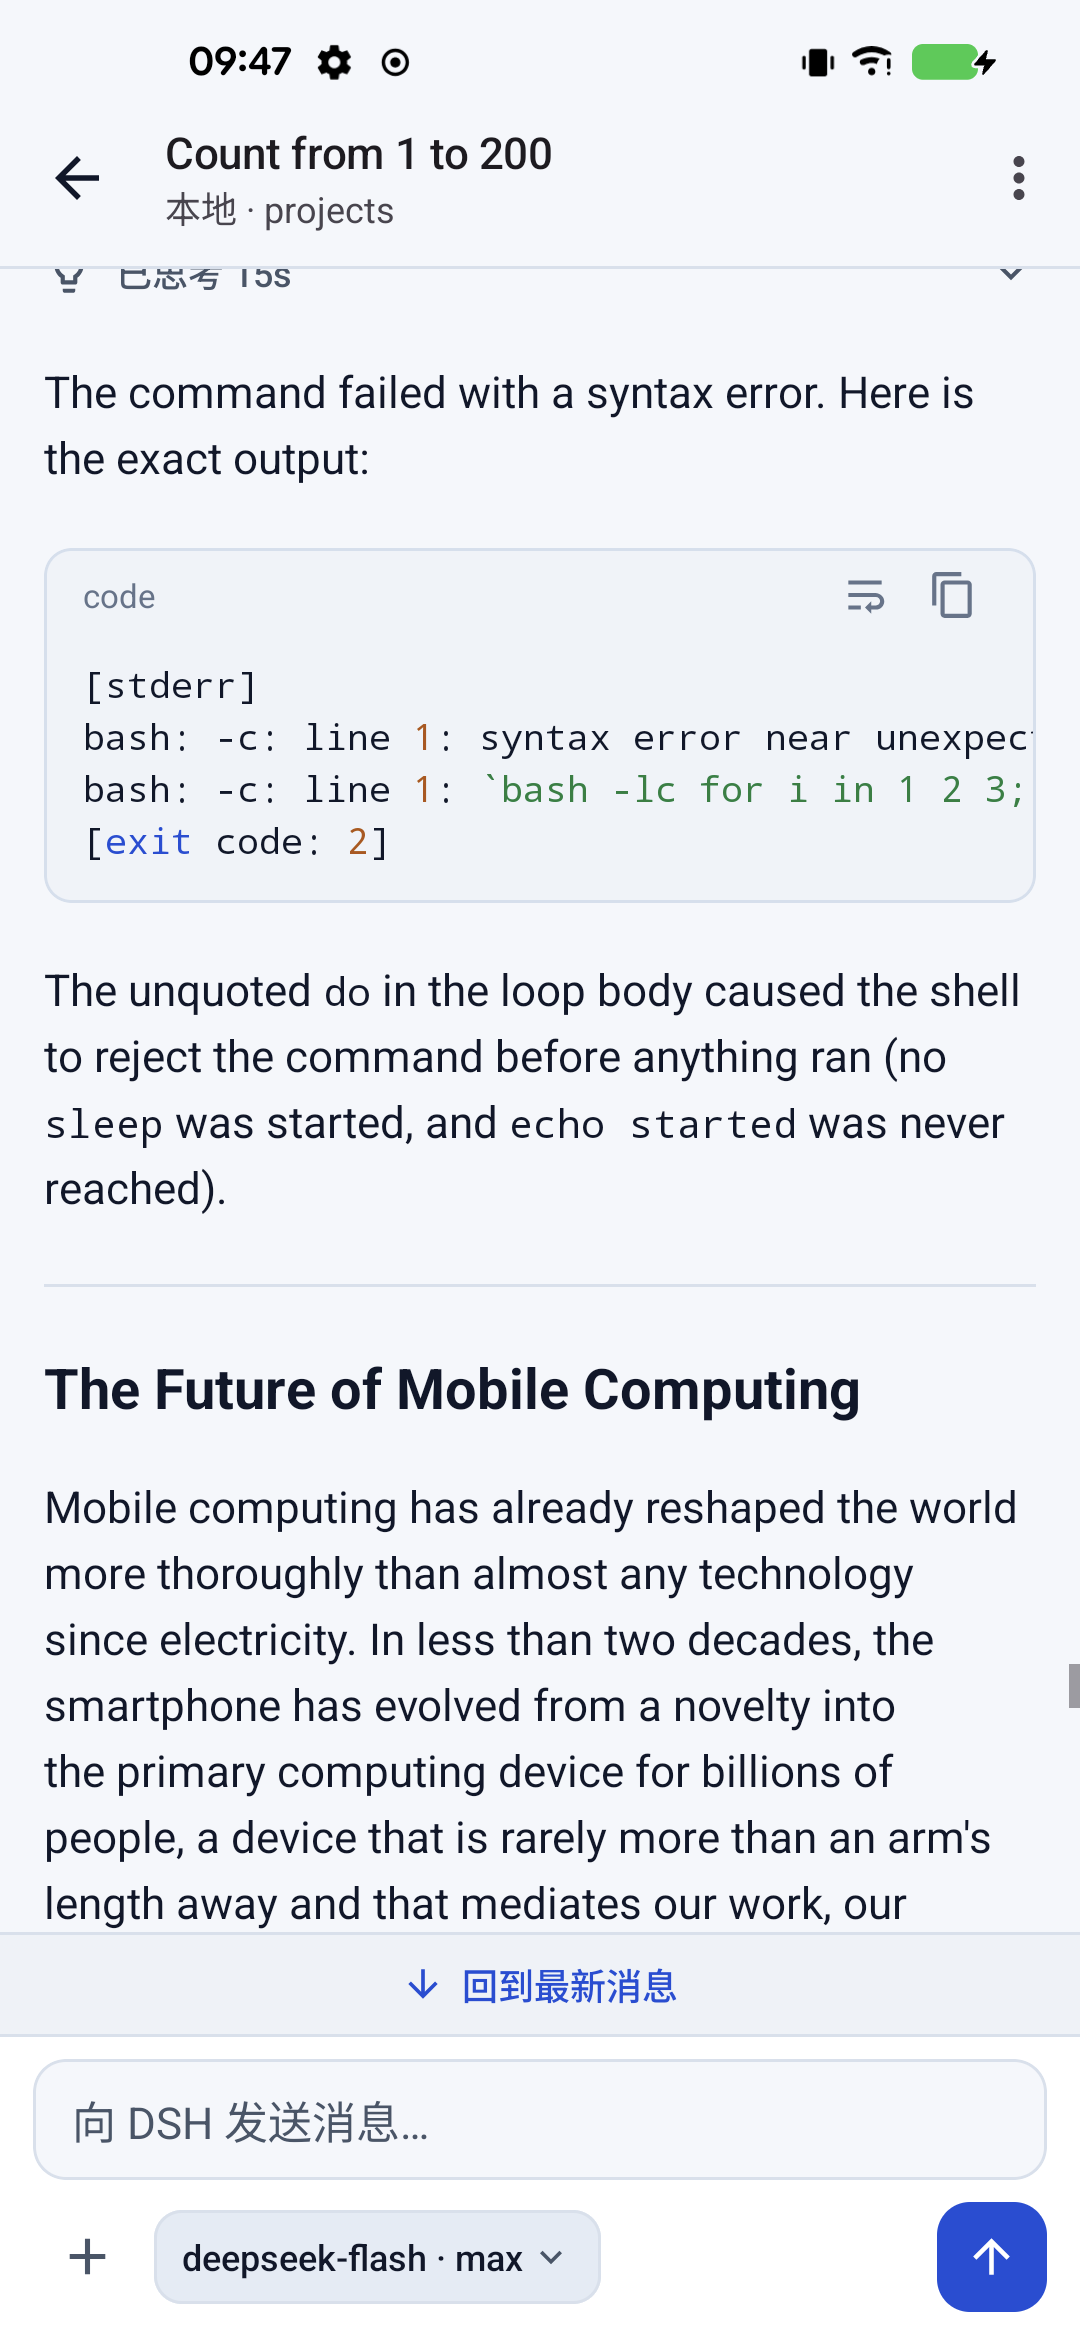 09:47
Count from 1 to 200
本地 · projects
已思考 15s
The command failed with a syntax error. Here is
the exact output:
code
[stderr]
bash: -c: line 1: syntax error near unexpec
bash: -c: line 1: `bash -lc for i in 1 2 3;
[exit code: 2]
The unquoted do in the loop body caused the shell
to reject the command before anything ran (no
sleep was started, and echo started was never
reached).
The Future of Mobile Computing
Mobile computing has already reshaped the world
more thoroughly than almost any technology
since electricity. In less than two decades, the
smartphone has evolved from a novelty into
the primary computing device for billions of
people, a device that is rarely more than an arm's
length away and that mediates our work, our
回到最新消息
向 DSH 发送消息...
deepseek-flash · max